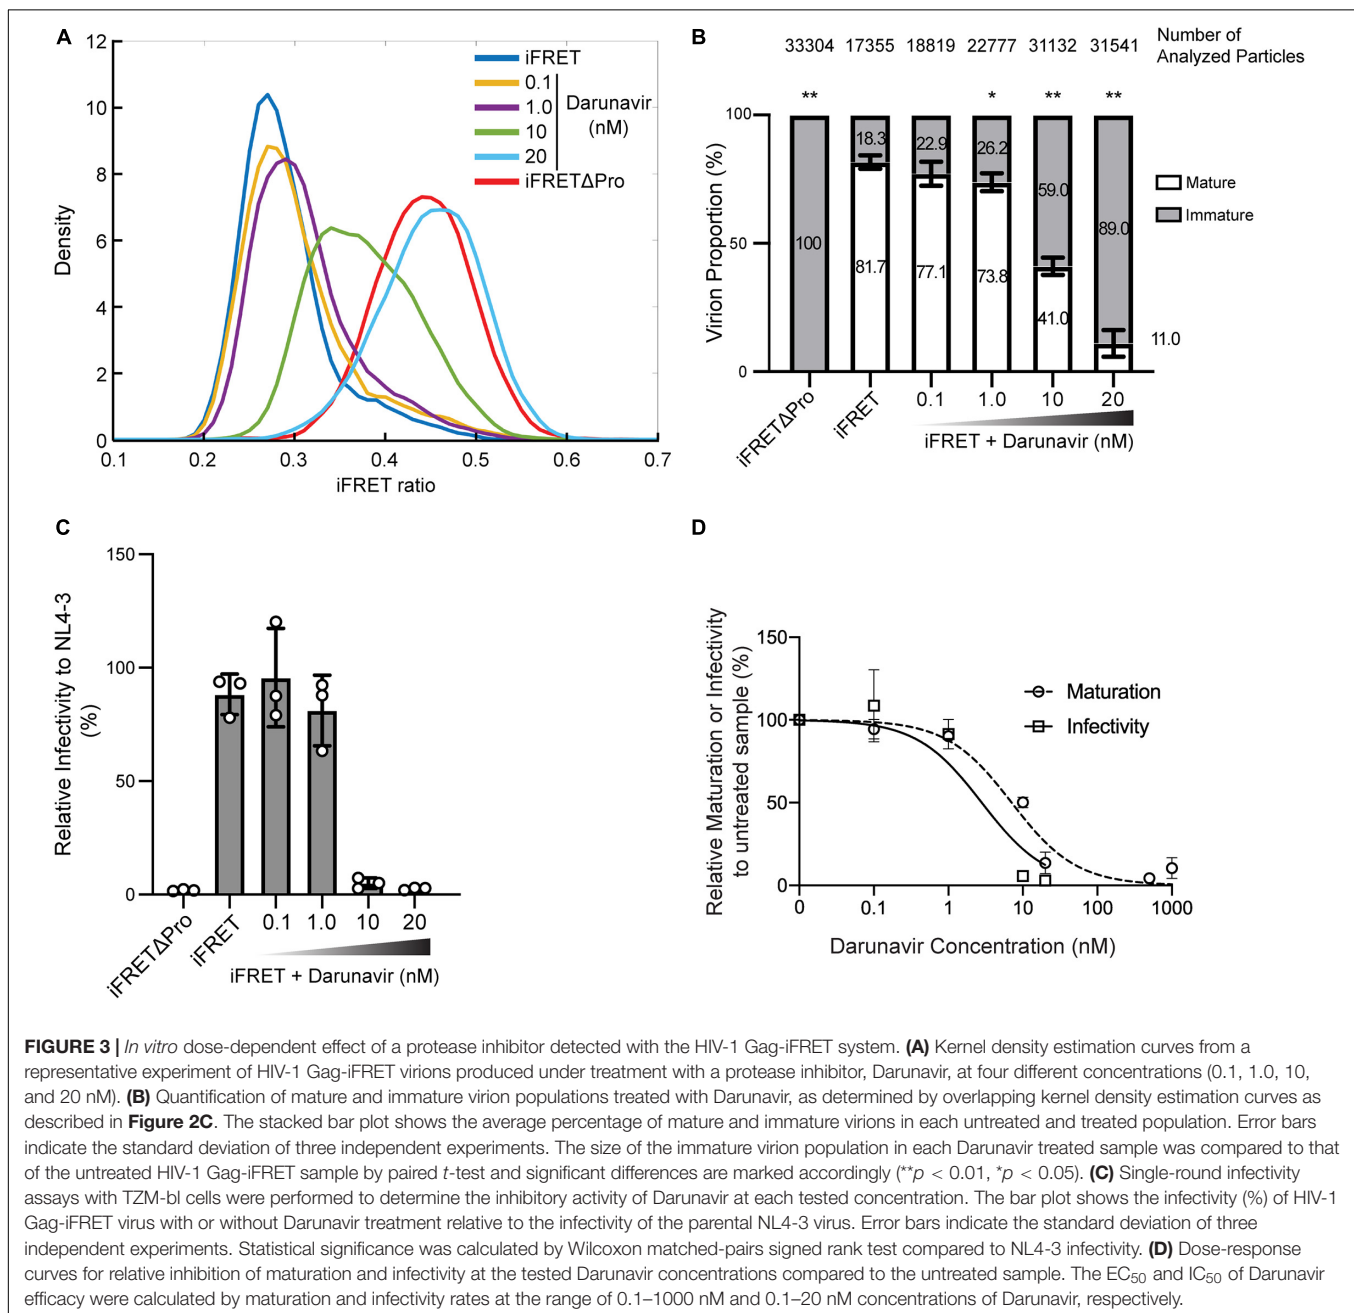 A
12
10
8
6
4
2
0
Density
0.1 0.2 0.3 0.4 0.5 0.6 0.7
iFRET ratio
iFRET
0.1
1.0
10
20
Darunavir
(nM)
iFRETΔPro
B
33304 17355 18819 22777 31132 31541
Number of
Analyzed Particles
** * ** **
100
50
0
Virion Proportion (%)
100
18.3
81.7
22.9
77.1
26.2
73.8
59.0
41.0
89.0
11.0
Mature
Immature
iFRETΔPro iFRET 0.1 1.0 10 20
iFRET + Darunavir (nM)
C
150
100
50
0
Relative Infectivity to NL4-3
(%)
iFRETΔPro iFRET 0.1 1.0 10 20
iFRET + Darunavir (nM)
D
150
100
50
0
Relative Maturation or Infectivity
to untreated sample (%)
Maturation
Infectivity
0 0.1 1 10 100 1000
Darunavir Concentration (nM)
FIGURE 3 | In vitro dose-dependent effect of a protease inhibitor detected with the HIV-1 Gag-iFRET system. (A) Kernel density estimation curves from a
representative experiment of HIV-1 Gag-iFRET virions produced under treatment with a protease inhibitor, Darunavir, at four different concentrations (0.1, 1.0, 10,
and 20 nM). (B) Quantification of mature and immature virion populations treated with Darunavir, as determined by overlapping kernel density estimation curves as
described in Figure 2C. The stacked bar plot shows the average percentage of mature and immature virions in each untreated and treated population. Error bars
indicate the standard deviation of three independent experiments. The size of the immature virion population in each Darunavir treated sample was compared to that
of the untreated HIV-1 Gag-iFRET sample by paired t-test and significant differences are marked accordingly (**p < 0.01, *p < 0.05). (C) Single-round infectivity
assays with TZM-bl cells were performed to determine the inhibitory activity of Darunavir at each tested concentration. The bar plot shows the infectivity (%) of HIV-1
Gag-iFRET virus with or without Darunavir treatment relative to the infectivity of the parental NL4-3 virus. Error bars indicate the standard deviation of three
independent experiments. Statistical significance was calculated by Wilcoxon matched-pairs signed rank test compared to NL4-3 infectivity. (D) Dose-response
curves for relative inhibition of maturation and infectivity at the tested Darunavir concentrations compared to the untreated sample. The EC50 and IC50 of Darunavir
efficacy were calculated by maturation and infectivity rates at the range of 0.1–1000 nM and 0.1–20 nM concentrations of Darunavir, respectively.